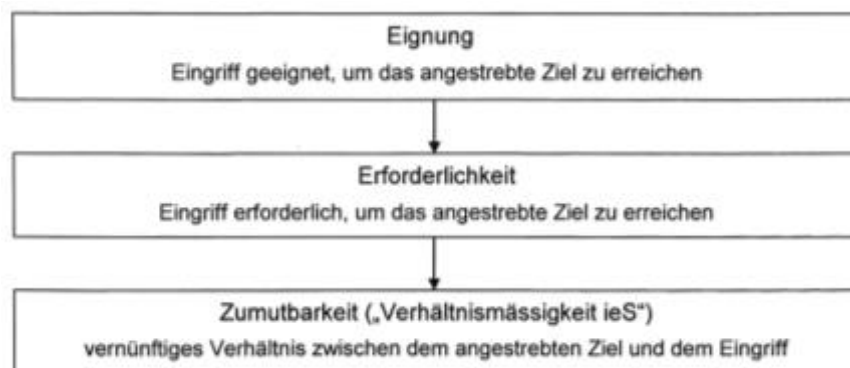 Eignung
Eingriff geeignet, um das angestrebte Ziel zu erreichen
Erforderlichkeit
Eingriff erforderlich, um das angestrebte Ziel zu erreichen
Zumutbarkeit („Verhältnismässigkeit ieS“)
vernünftiges Verhältnis zwischen dem angestrebten Ziel und dem Eingriff